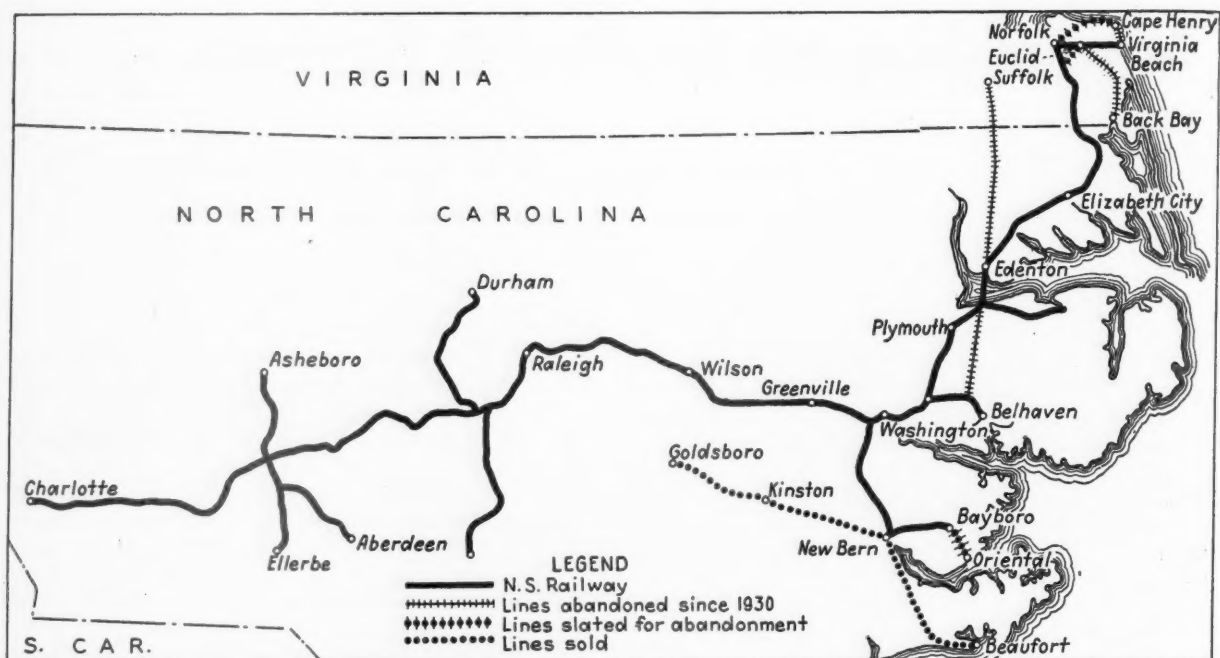 VIRGINIA
NORTH CAROLINA
S. CAR.
Norfolk
Cape Henry
Euclid
Virginia
Beach
Suffolk
Back Bay
Elizabeth City
Edenton
Durham
Plymouth
Asheboro
Raleigh
Wilson
Greenville
Belhaven
Washington
Goldsboro
Charlotte
Kinston
Bayboro
Aberdeen
New Bern
Ellerbe
Oriental
Beaufort
LEGEND
N.S. Railway
Lines abandoned since 1930
Lines slated for abandonment
Lines sold